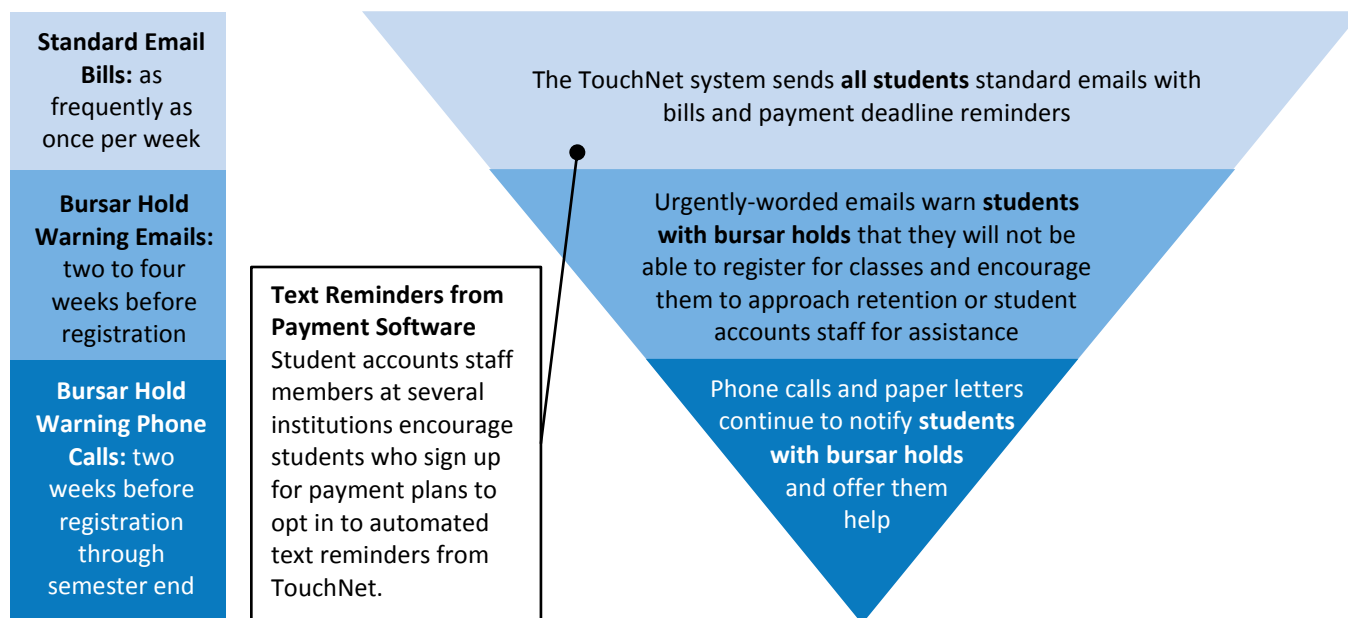 Standard Email
Bills: as
frequently as
once per week
The TouchNet system sends all students standard emails with
bills and payment deadline reminders
Bursar Hold
Warning Emails:
two to four
weeks before
registration
Urgently-worded emails warn students
with bursar holds that they will not be
able to register for classes and encourage
them to approach retention or student
accounts staff for assistance
Text Reminders from
Payment Software
Student accounts staff
members at several
institutions encourage
students who sign up
for payment plans to
opt in to automated
text reminders from
TouchNet.
Bursar Hold
Warning Phone
Calls: two
weeks before
registration
through
semester end
Phone calls and paper letters
continue to notify students
with bursar holds
and offer them
help